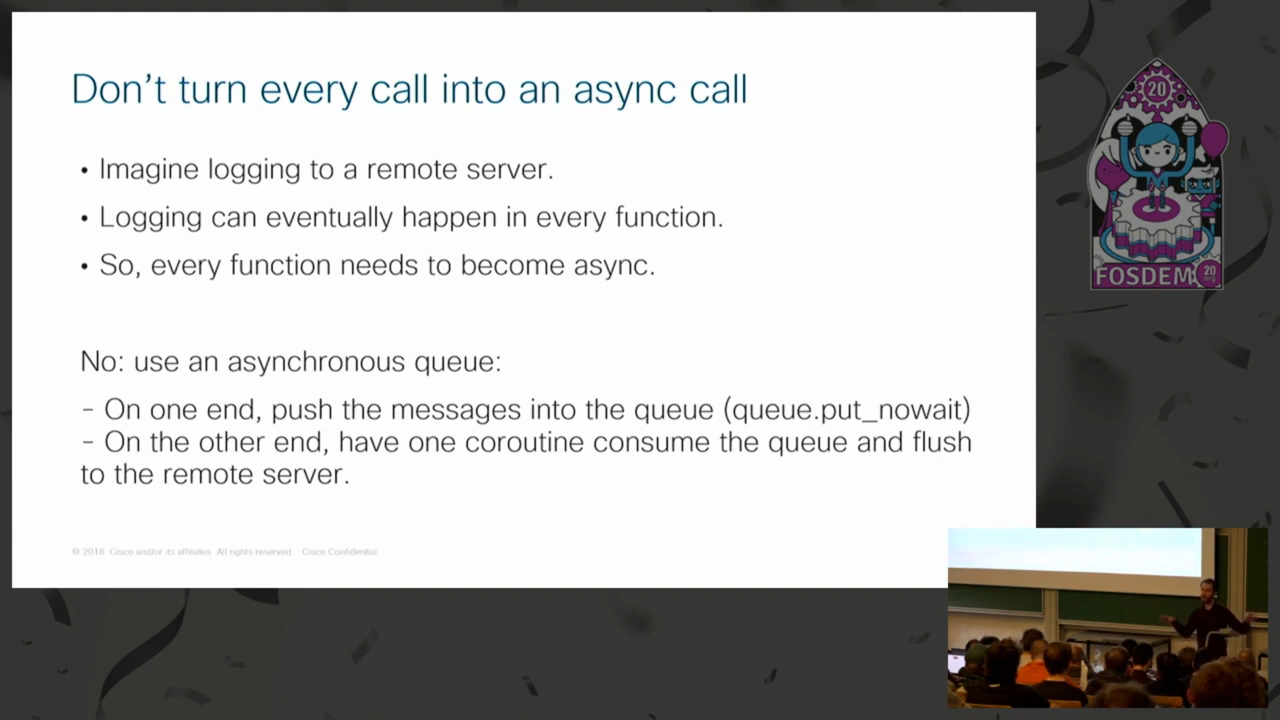 Don't turn every call into an async call
• Imagine logging to a remote server.
• Logging can eventually happen in every function.
• So, every function needs to become async.
No: use an asynchronous queue:
- On one end, push the messages into the queue (queue.put_nowait)
- On the other end, have one coroutine consume the queue and flush
to the remote server.
© 2018 Cisco and/or its affiliates. All rights reserved. Cisco Confidential
20
FOSDEM
20
.org